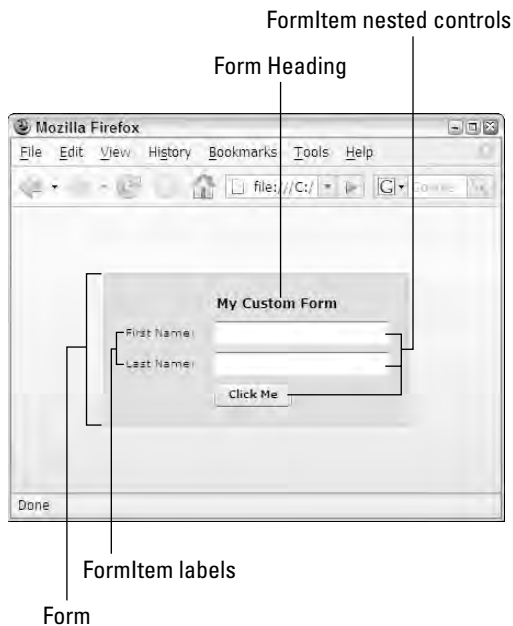 FormItem nested controls
Form Heading
Mozilla Firefox
File Edit View History Bookmarks Tools Help
file:///C:/ G
My Custom Form
First Name:
Last Name:
Click Me
Done
FormItem labels
Form